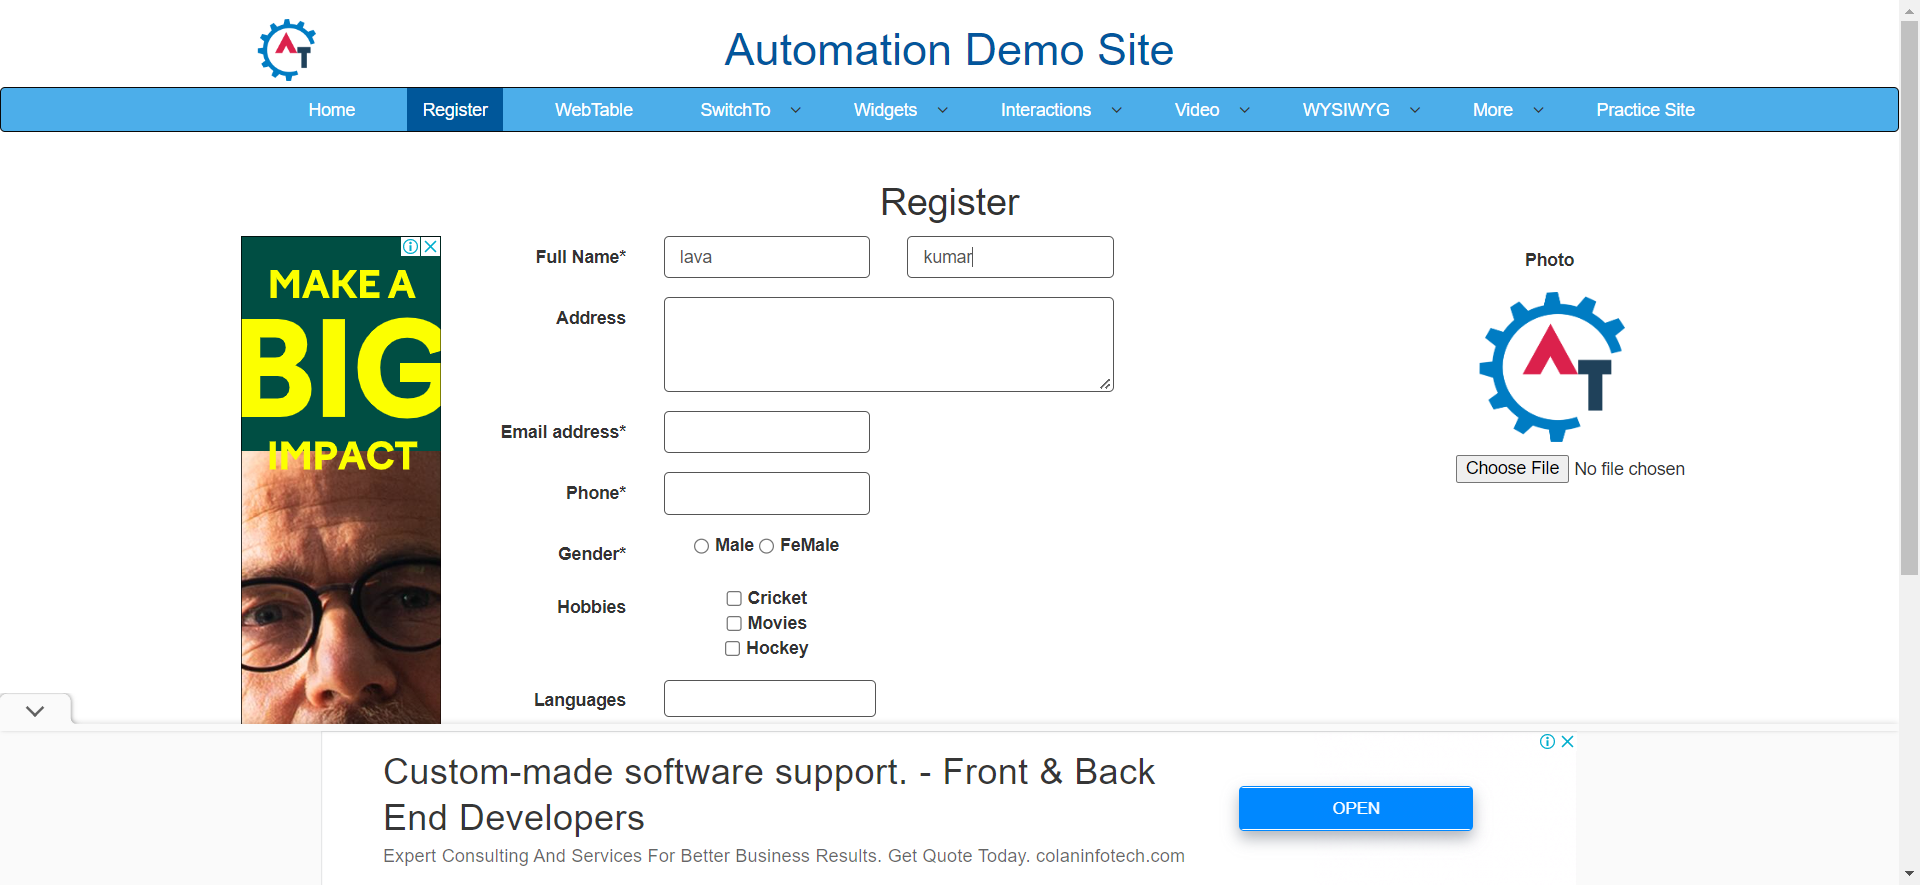 AT
Automation Demo Site
Home Register WebTable SwitchTo Widgets Interactions Video WYSIWYG More Practice Site
Register
Full Name* lava kumar
Photo
Address
AT
Email address*
Choose File No file chosen
Phone*
Gender* Male FeMale
Hobbies
Cricket
Movies
Hockey
Languages
MAKE A
BIG
IMPACT
Custom-made software support. - Front & Back
End Developers
OPEN
Expert Consulting And Services For Better Business Results. Get Quote Today. colaninfotech.com